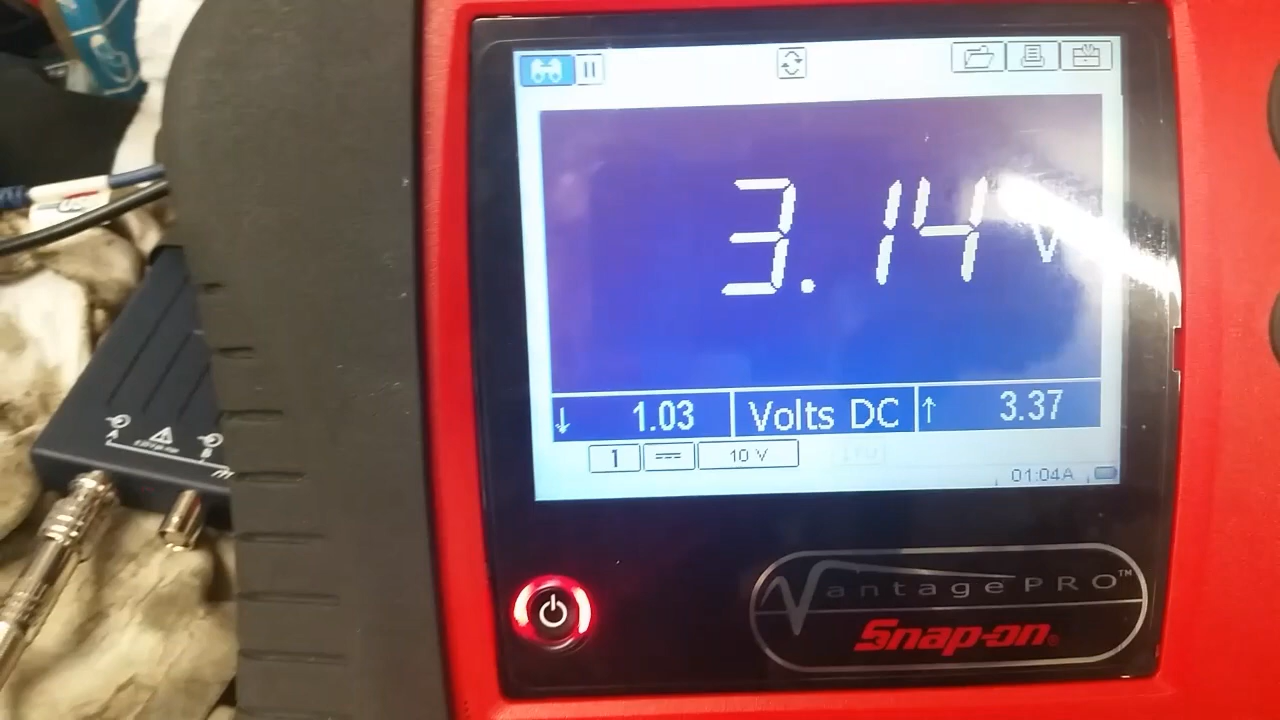 3.14 V
↓ 1.03 Volts DC ↑ 3.37
1 10 V
01:04A
VantagePRO™
Snap-on®
A
B